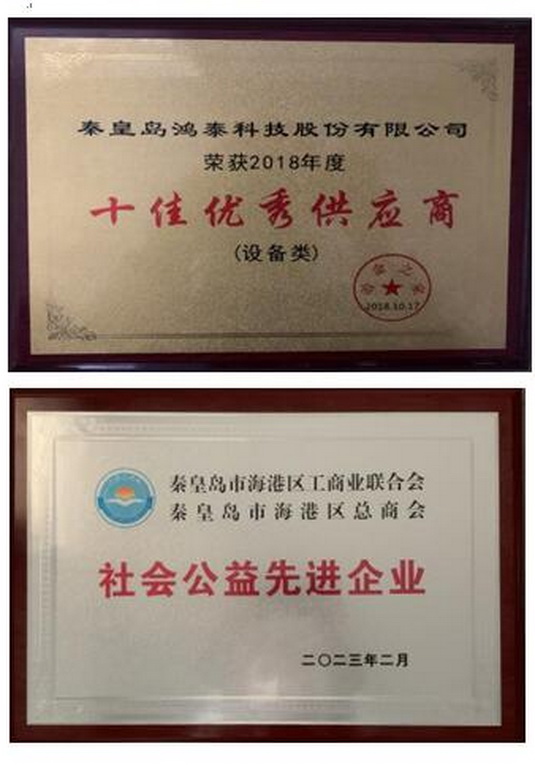 秦皇岛鸿泰科技股份有限公司
荣获2018年度
十佳优秀供应商
(设备类)
2018.10.17
秦皇岛市海港区工商业联合会
秦皇岛市海港区总商会
社会公益先进企业
二〇二三年二月